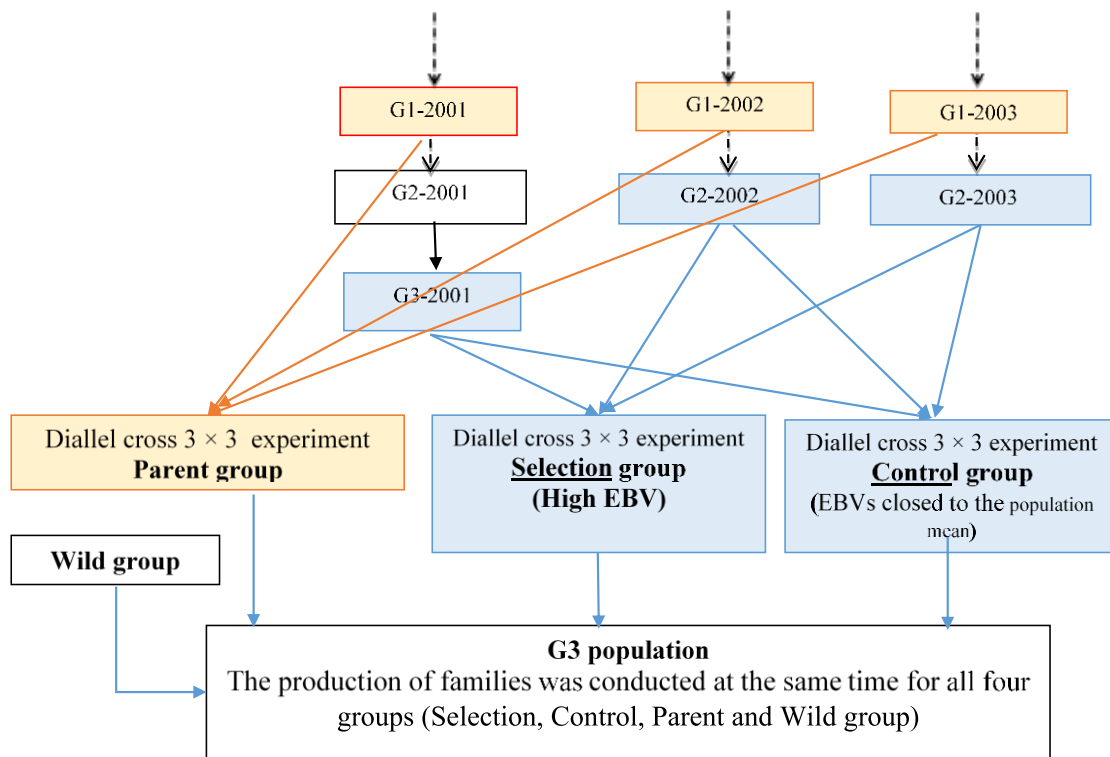 G1-2001
G1-2002
G1-2003
G2-2001
G2-2002
G2-2003
G3-2001
Diallel cross 3 × 3 experiment
Parent group
Diallel cross 3 × 3 experiment
Selection group
(High EBV)
Diallel cross 3 × 3 experiment
Control group
(EBVs closed to the population
mean)
Wild group
G3 population
The production of families was conducted at the same time for all four
groups (Selection, Control, Parent and Wild group)